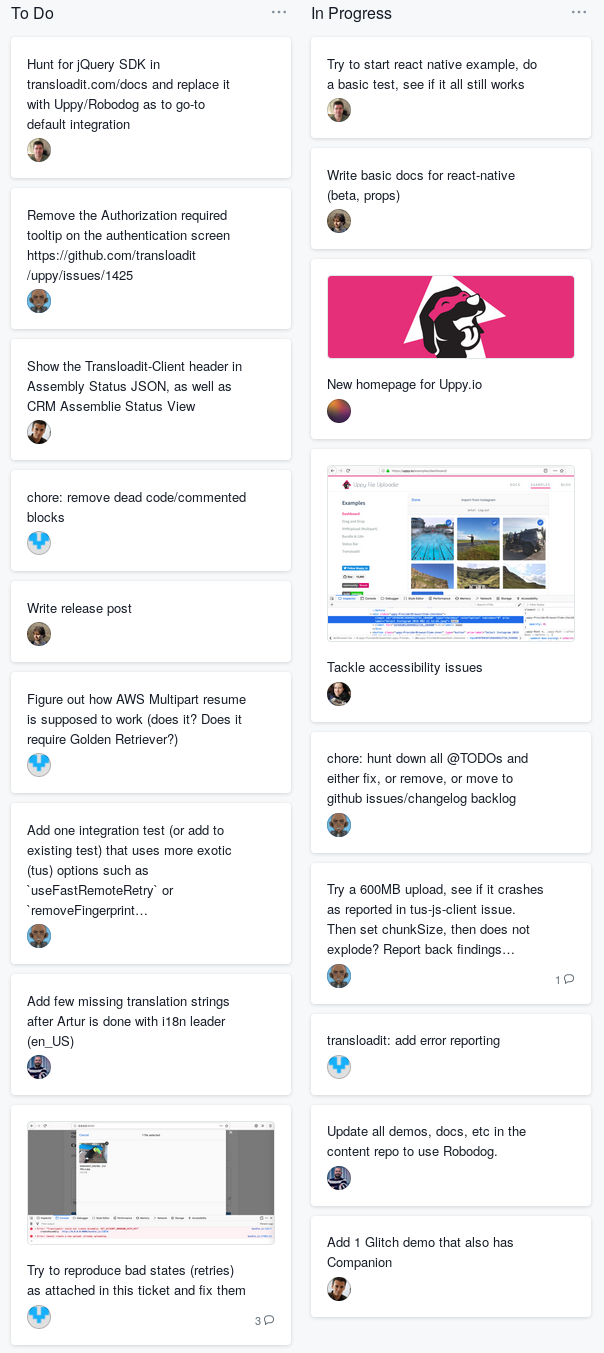 To Do
Hunt for jQuery SDK in
transloadit.com/docs and replace it
with Uppy/Robodog as to go-to
default integration
Remove the Authorization required
tooltip on the authentication screen
https://github.com/transloadit
/uppy/issues/1425
Show the Transloadit-Client header in
Assembly Status JSON, as well as
CRM Assemblie Status View
chore: remove dead code/commented
blocks
Write release post
Figure out how AWS Multipart resume
is supposed to work (does it? Does it
require Golden Retriever?)
Add one integration test (or add to
existing test) that uses more exotic
(tus) options such as
`useFastRemoteRetry` or
`removeFingerprint…
Add few missing translation strings
after Artur is done with i18n leader
(en_US)
Try to reproduce bad states (retries)
as attached in this ticket and fix them
3
In Progress
Try to start react native example, do
a basic test, see if it all still works
Write basic docs for react-native
(beta, props)
New homepage for Uppy.io
Uppy File Uploader
DOCS
EXAMPLES
BLOG
Examples
Done
Import from Instagram
Dashboard
Tackle accessibility issues
chore: hunt down all @TODOs and
either fix, or remove, or move to
github issues/changelog backlog
Try a 600MB upload, see if it crashes
as reported in tus-js-client issue.
Then set chunkSize, then does not
explode? Report back findings…
1
transloadit: add error reporting
Update all demos, docs, etc in the
content repo to use Robodog.
Add 1 Glitch demo that also has
Companion